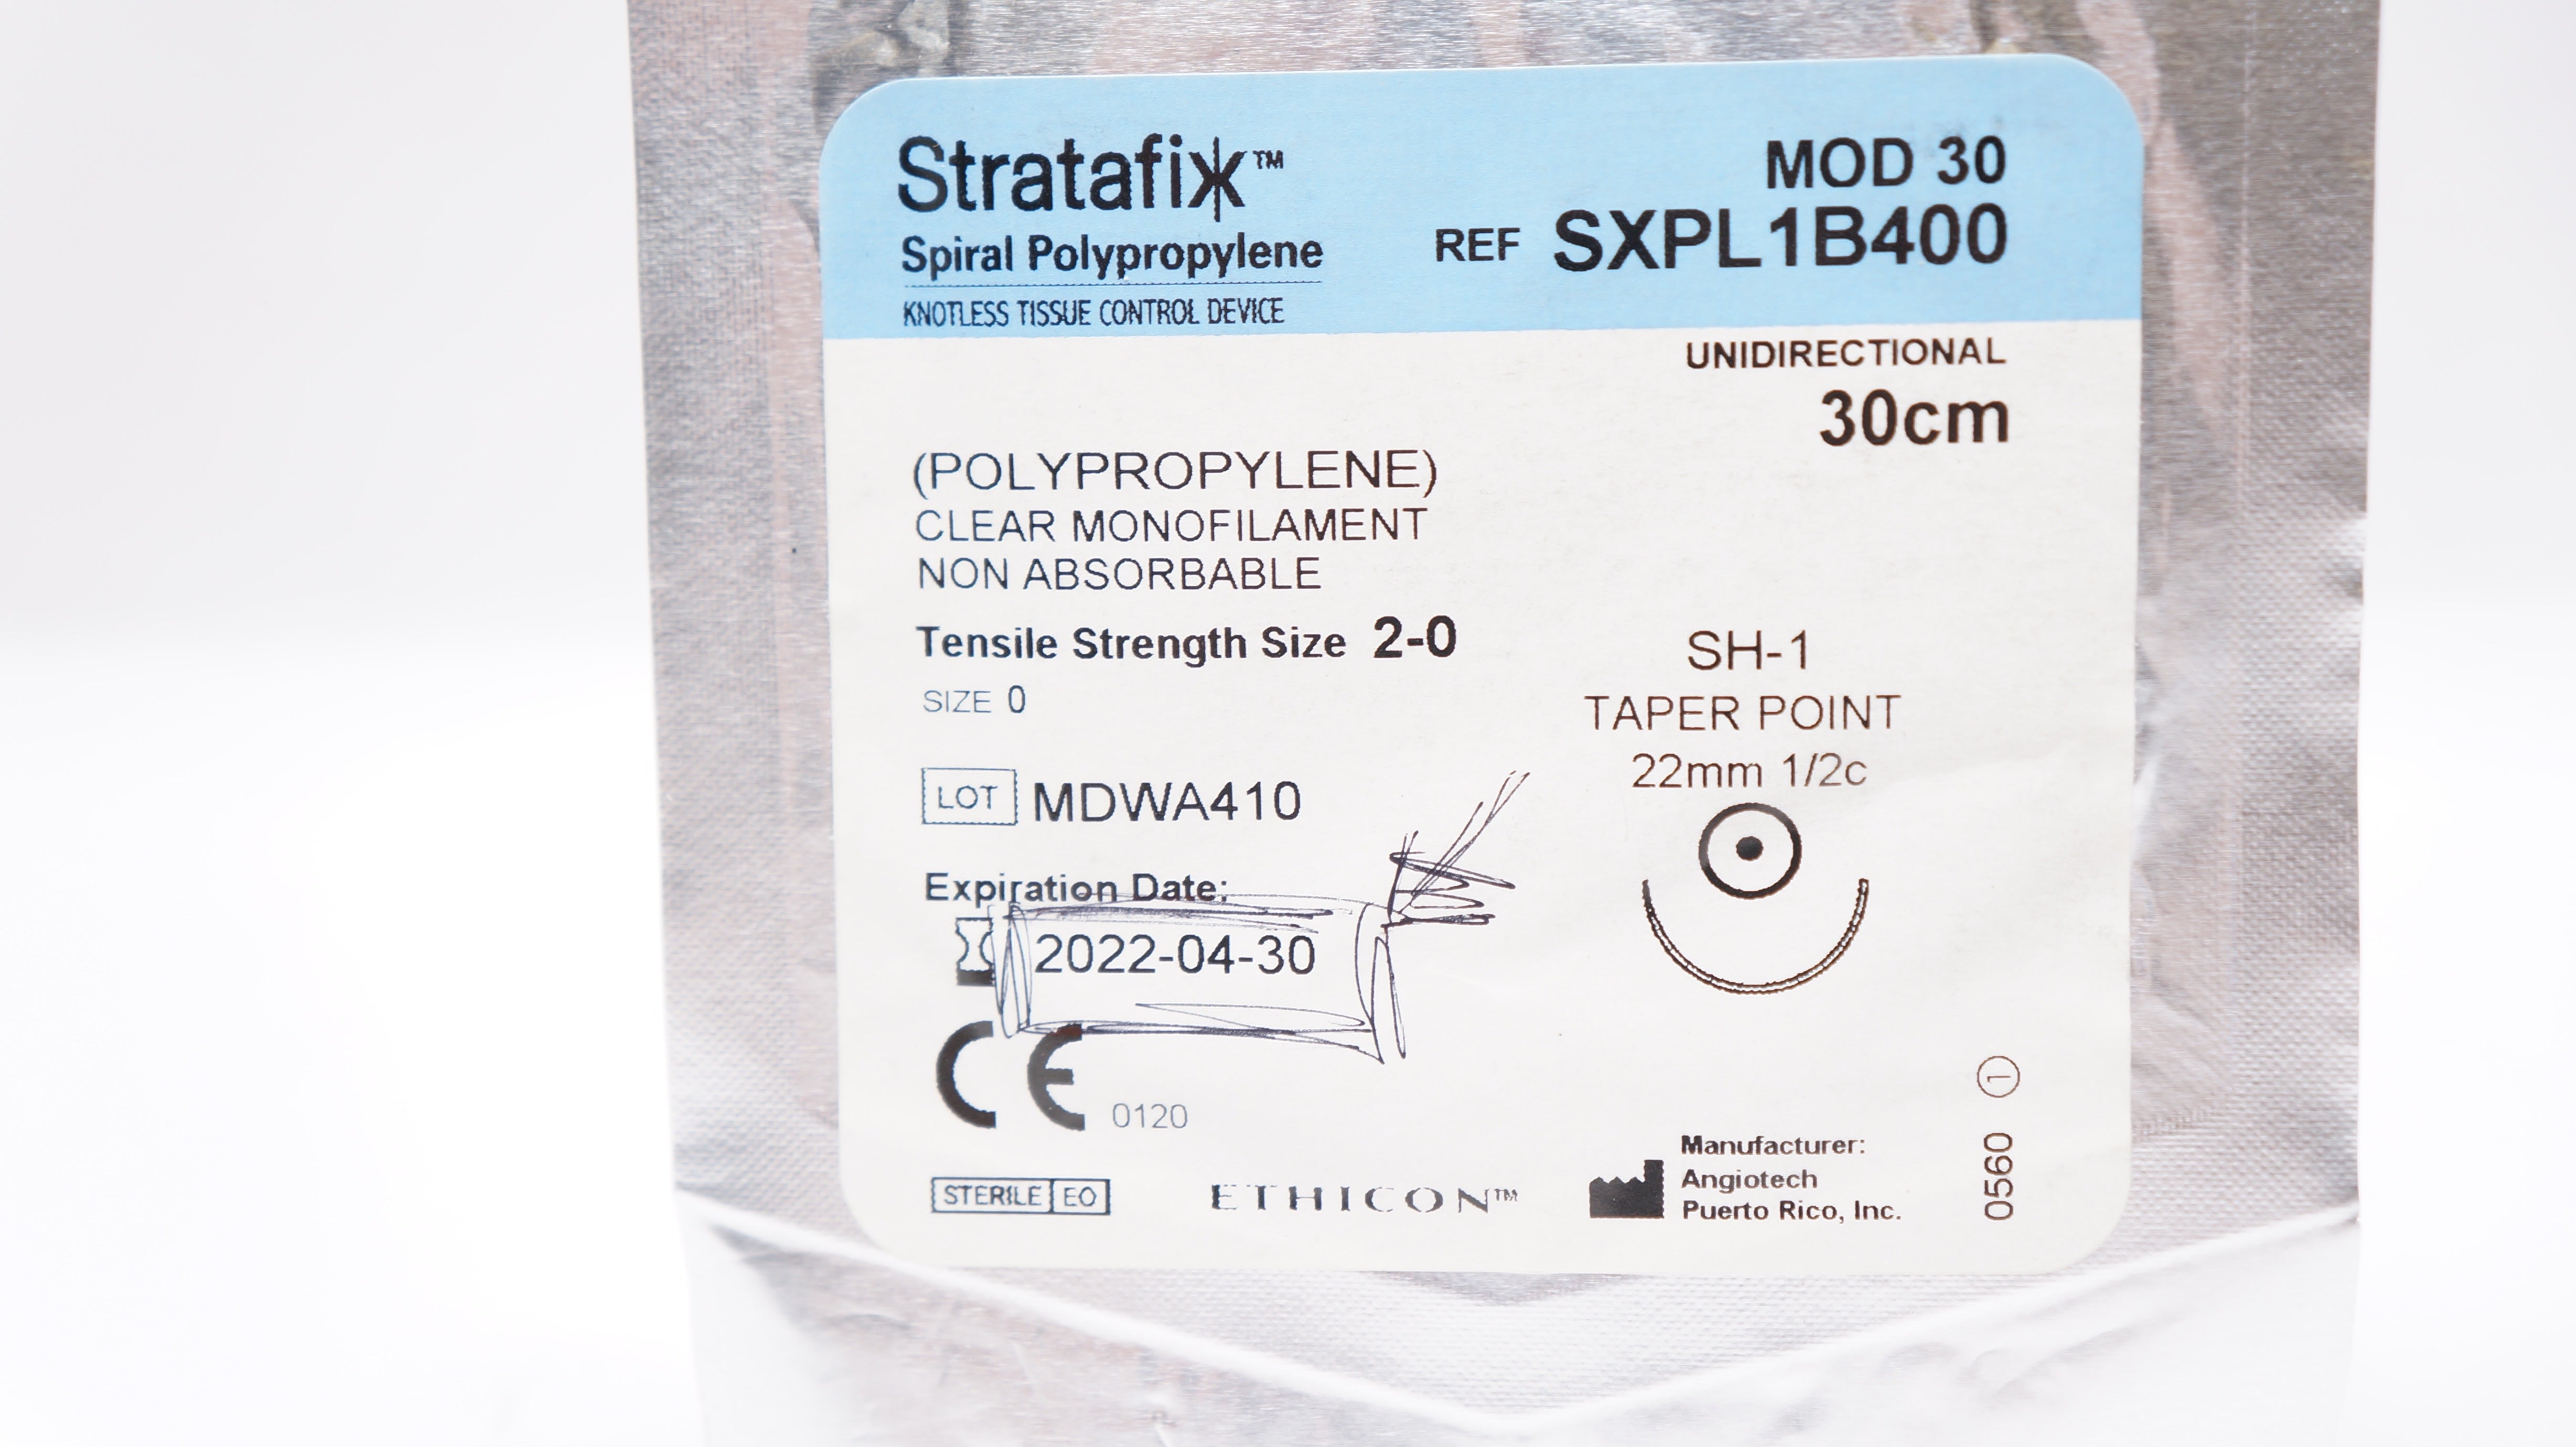 Stratafix™
Spiral Polypropylene
KNOTLESS TISSUE CONTROL DEVICE
MOD 30
REF SXPL1B400
UNIDIRECTIONAL
30cm
(POLYPROPYLENE)
CLEAR MONOFILAMENT
NON ABSORBABLE
Tensile Strength Size 2-0
SIZE 0
SH-1
TAPER POINT
22mm 1/2c
LOT MDWA410
Expiration Date:
2022-04-30
CE 0120
STERILE EO
ETHICON™
Manufacturer:
Angiotech
Puerto Rico, Inc.
0560 1